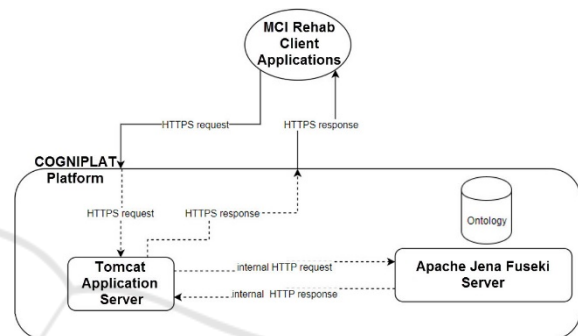 MCI Rehab
Client
Applications
HTTPS request
HTTPS response
COGNIPLAT
Platform
HTTPS request
HTTPS response
Ontology
Tomcat
Application
Server
internal HTTP request
internal HTTP response
Apache Jena Fuseki
Server